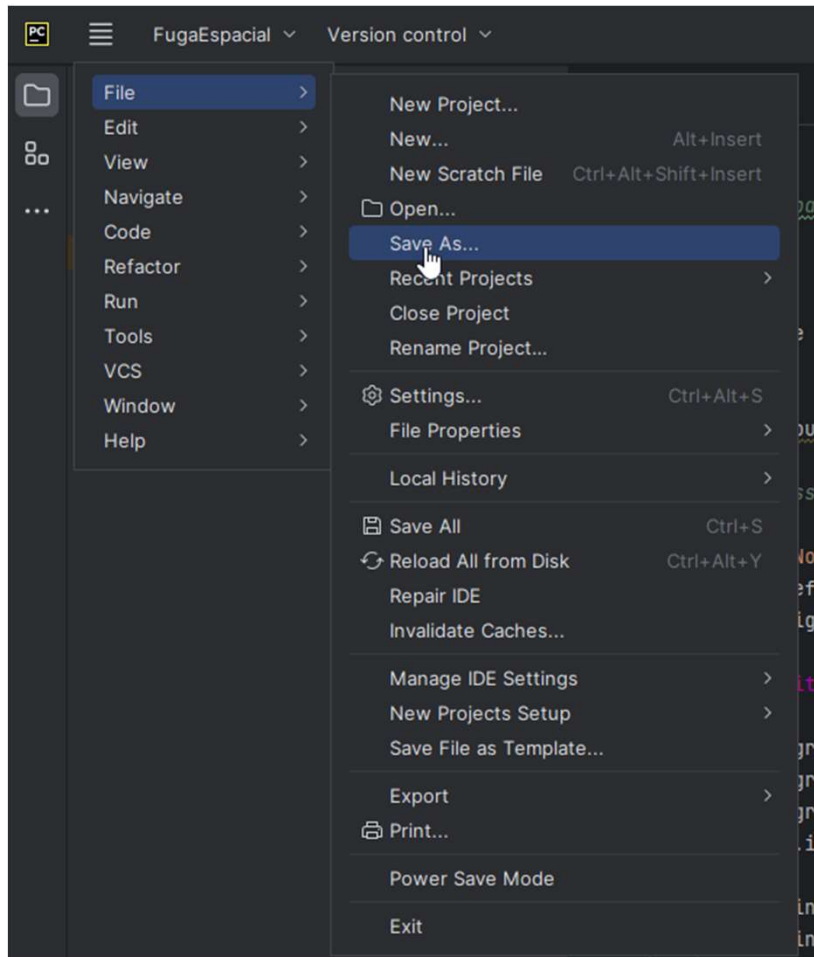 PC
FugaEspacial
Version control
File
Edit
View
Navigate
Code
Refactor
Run
Tools
VCS
Window
Help
New Project...
New... Alt+Insert
New Scratch File Ctrl+Alt+Shift+Insert
Open...
Save As...
Recent Projects
Close Project
Rename Project...
Settings... Ctrl+Alt+S
File Properties
Local History
Save All Ctrl+S
Reload All from Disk Ctrl+Alt+Y
Repair IDE
Invalidate Caches...
Manage IDE Settings
New Projects Setup
Save File as Template...
Export
Print...
Power Save Mode
Exit